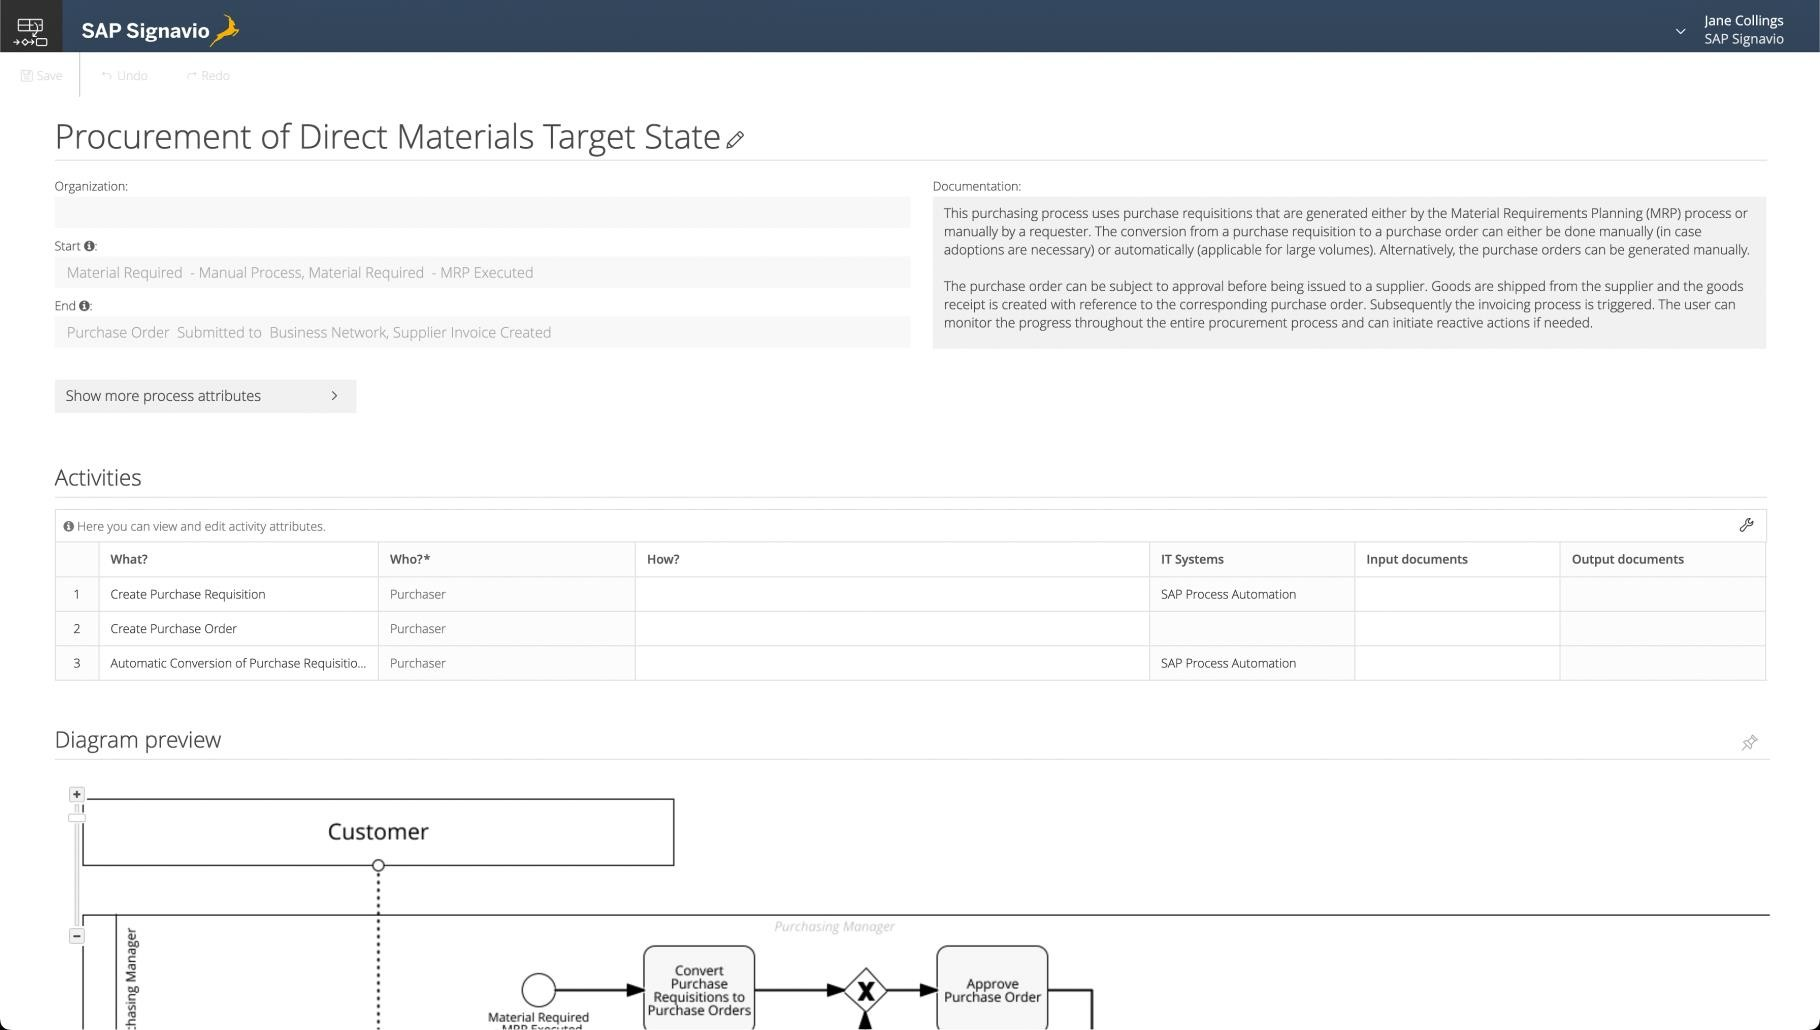 SAP Signavio
Jane Collings
SAP Signavio
Save
Undo
Redo
Procurement of Direct Materials Target State
Organization:
Start :
Material Required  - Manual Process, Material Required  - MRP Executed
End :
Purchase Order  Submitted to  Business Network, Supplier Invoice Created
Documentation:
This purchasing process uses purchase requisitions that are generated either by the Material Requirements Planning (MRP) process or
manually by a requester. The conversion from a purchase requisition to a purchase order can either be done manually (in case
adoptions are necessary) or automatically (applicable for large volumes). Alternatively, the purchase orders can be generated manually.
The purchase order can be subject to approval before being issued to a supplier. Goods are shipped from the supplier and the goods
receipt is created with reference to the corresponding purchase order. Subsequently the invoicing process is triggered. The user can
monitor the progress throughout the entire procurement process and can initiate reactive actions if needed.
Show more process attributes
Activities
Here you can view and edit activity attributes.
What? Who?* How? IT Systems Input documents Output documents
1 Create Purchase Requisition Purchaser SAP Process Automation
2 Create Purchase Order Purchaser
3 Automatic Conversion of Purchase Requisitio... Purchaser SAP Process Automation
Diagram preview
Customer
Purchasing Manager
chasing Manager
Convert
Purchase
Requisitions to
Purchase Orders
X
Approve
Purchase Order
Material Required
MRP Executed